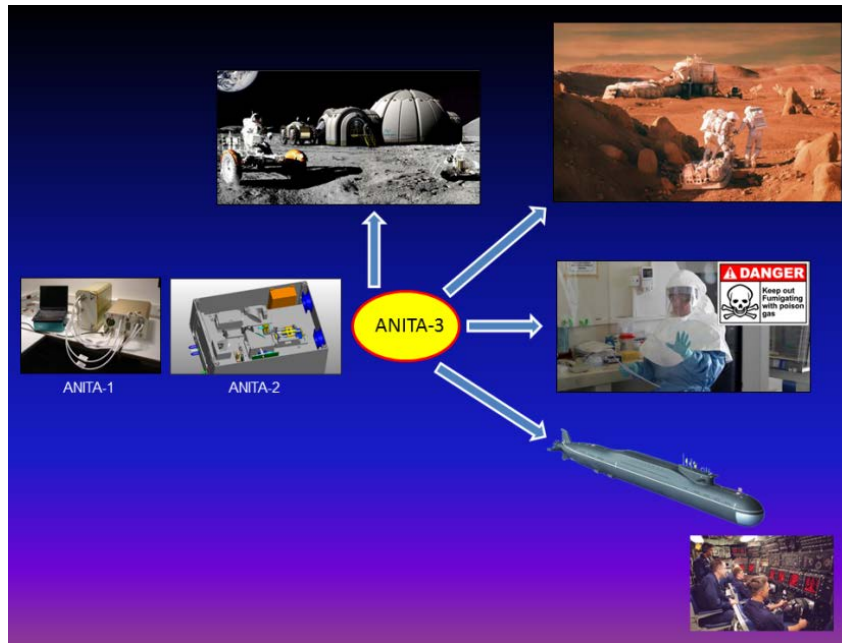 DANGER
Keep out
Fumigating
with poison
gas
ANITA-3
ANITA-1
ANITA-2